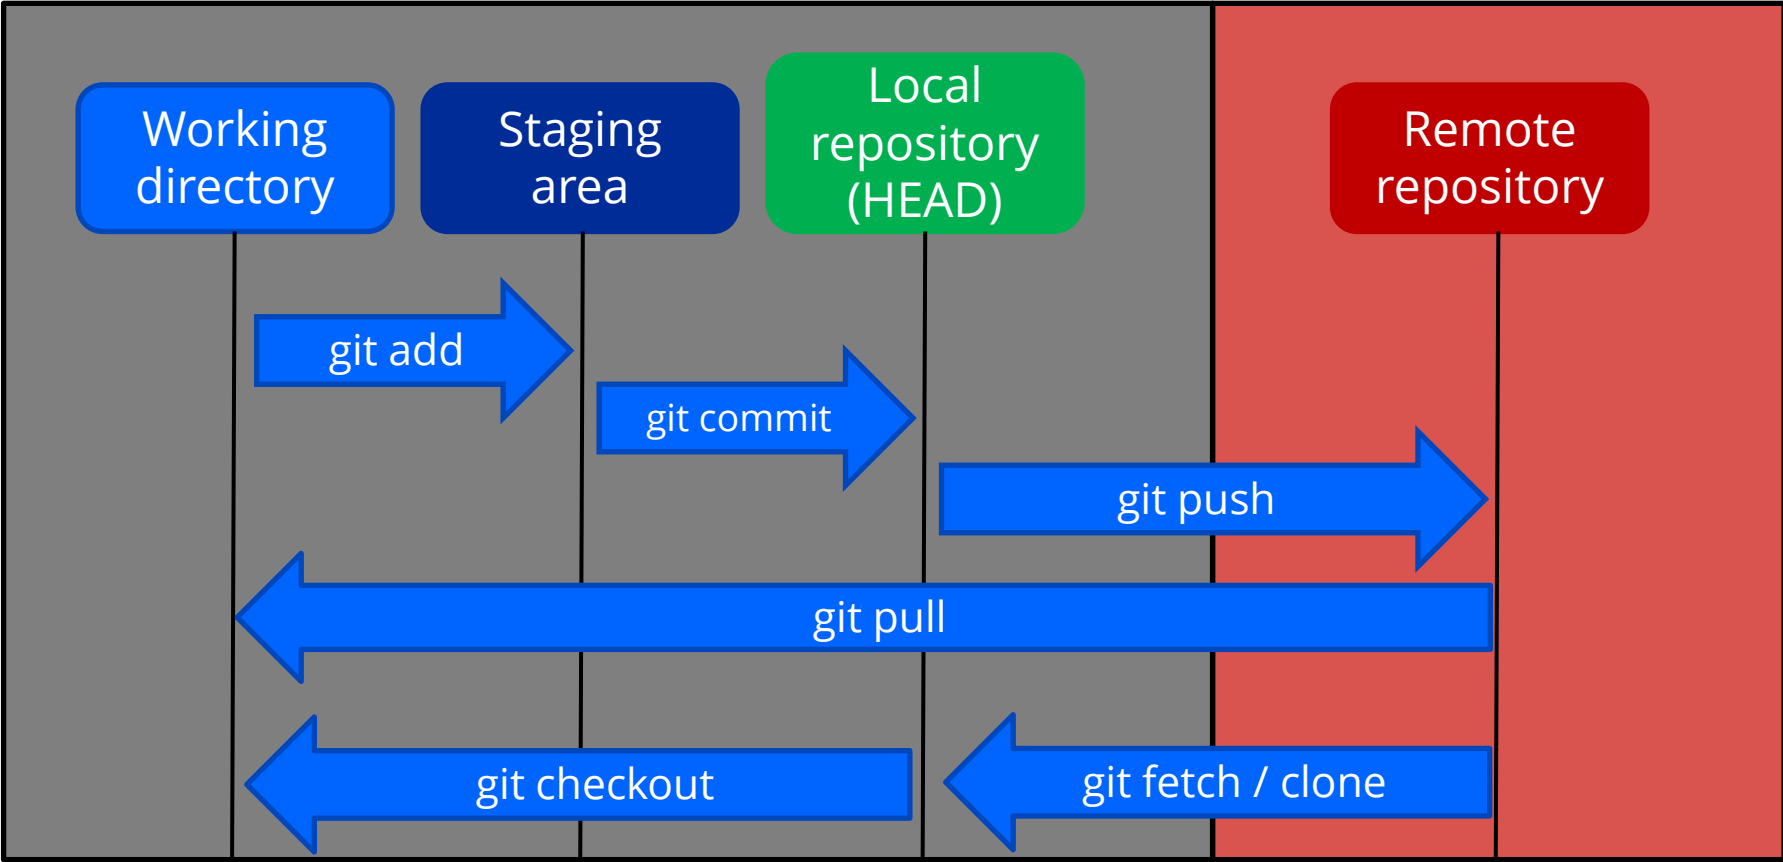 Working
directory
Staging
area
Local
repository
(HEAD)
Remote
repository
git add
git commit
git push
git pull
git checkout
git fetch / clone